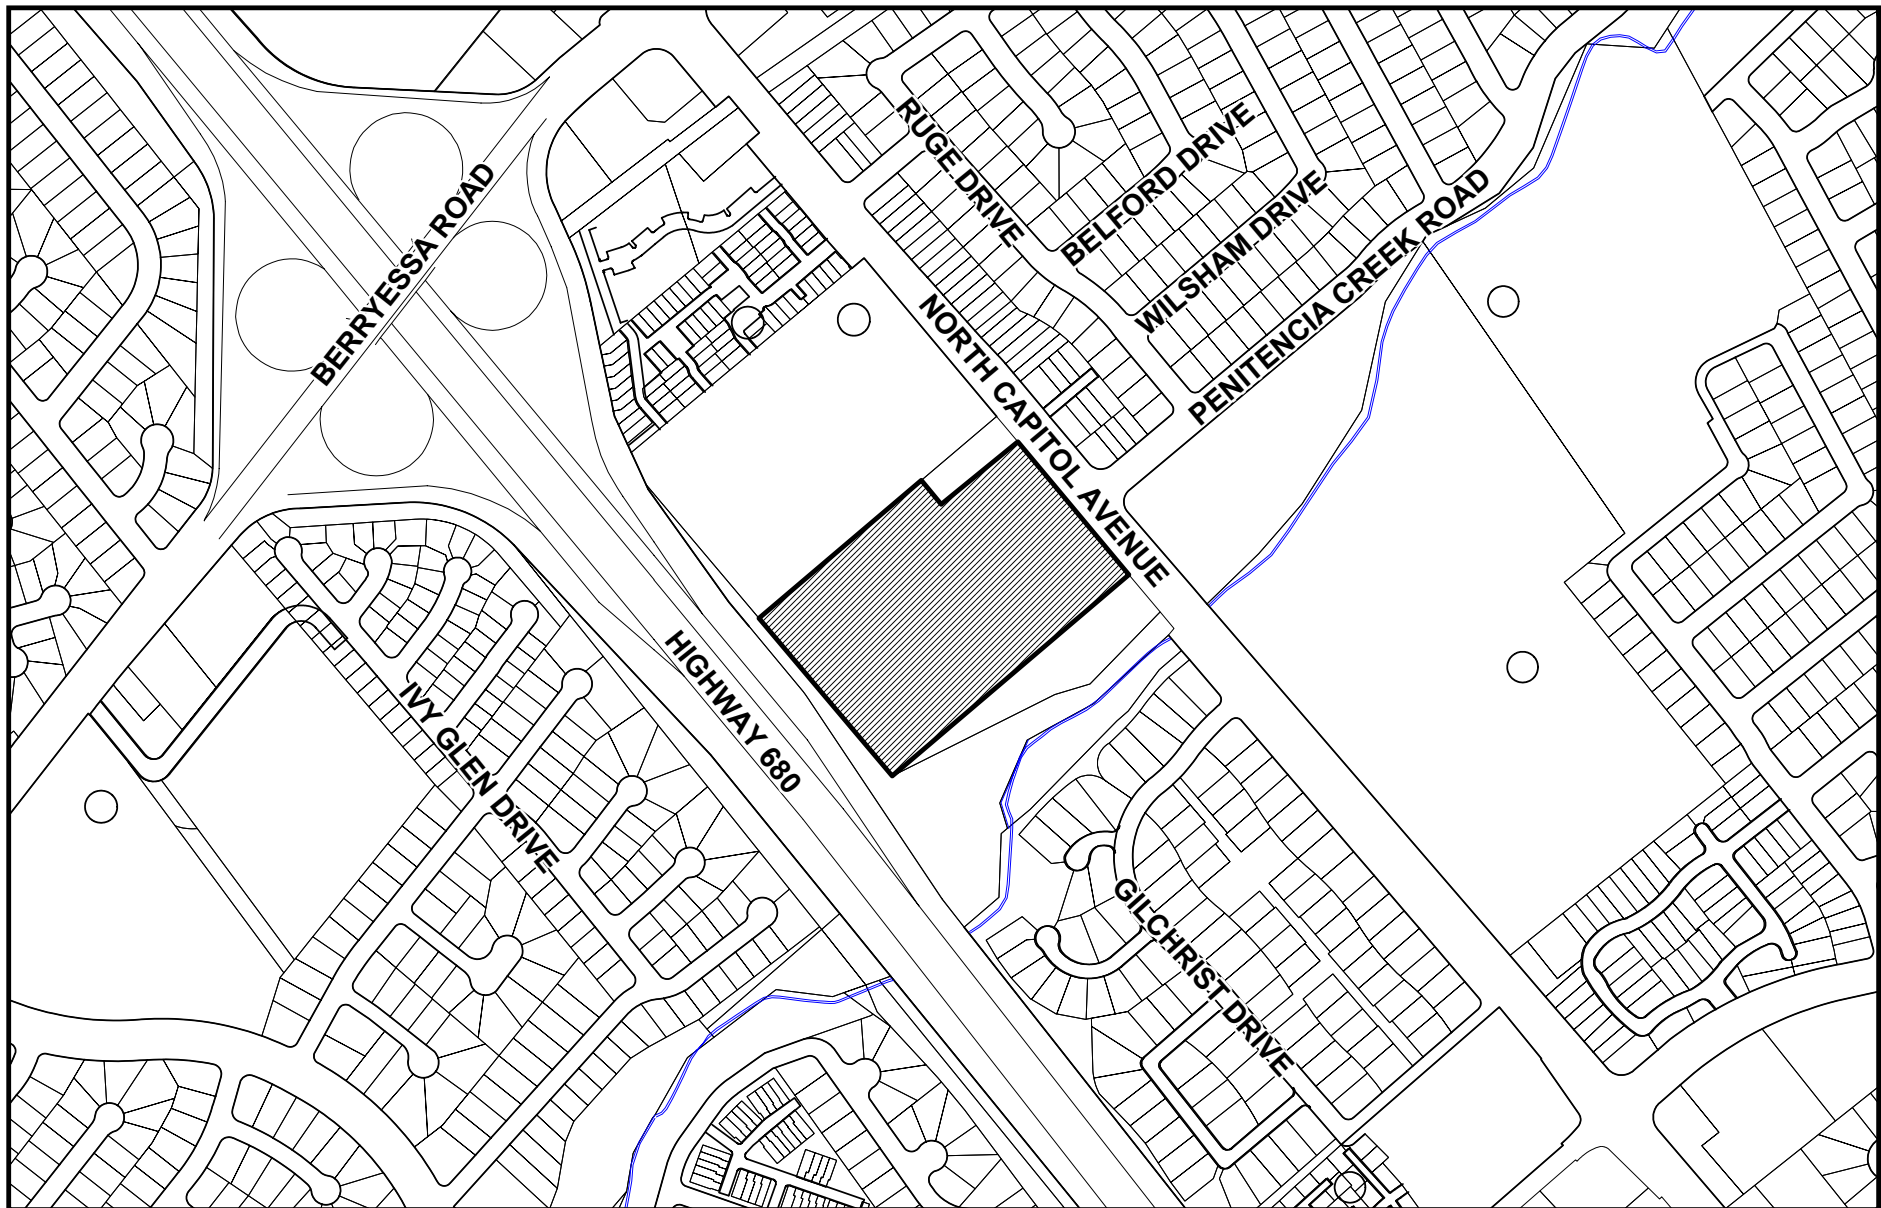 RUGE DRIVE
BELFORD DRIVE
BERRYESSA ROAD
WILSHAM DRIVE
PENITENCIA CREEK ROAD
NORTH CAPITOL AVENUE
HIGHWAY 680
IVY GLEN DRIVE
GILCHRIST DRIVE